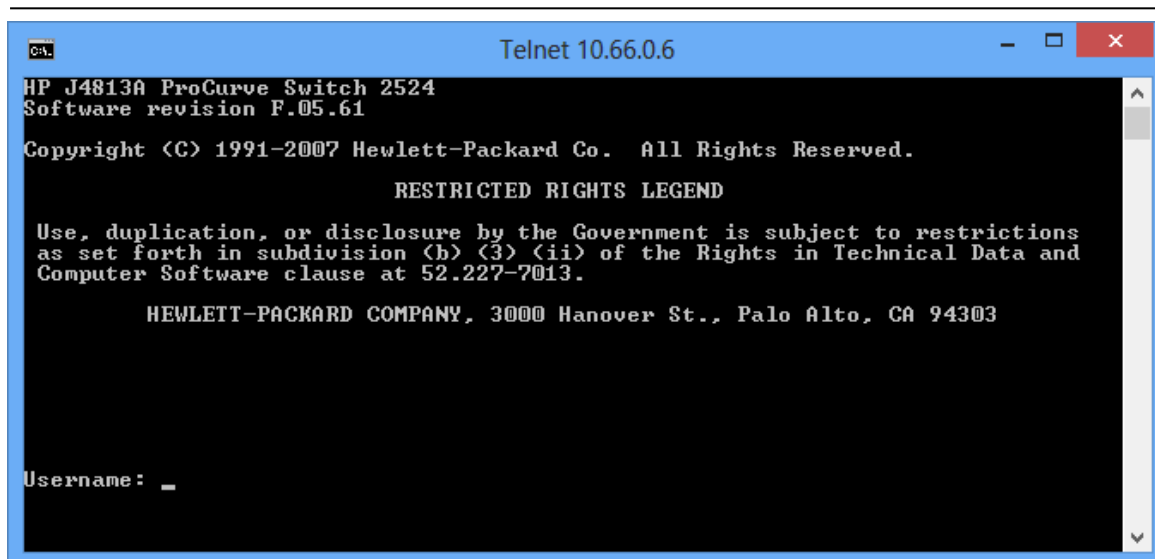 Telnet 10.66.0.6
HP J4813A ProCurve Switch 2524
Software revision F.05.61
Copyright (C) 1991-2007 Hewlett-Packard Co.  All Rights Reserved.
RESTRICTED RIGHTS LEGEND
Use, duplication, or disclosure by the Government is subject to restrictions
as set forth in subdivision (b) (3) (ii) of the Rights in Technical Data and
Computer Software clause at 52.227-7013.
HEWLETT-PACKARD COMPANY, 3000 Hanover St., Palo Alto, CA 94303
Username: _